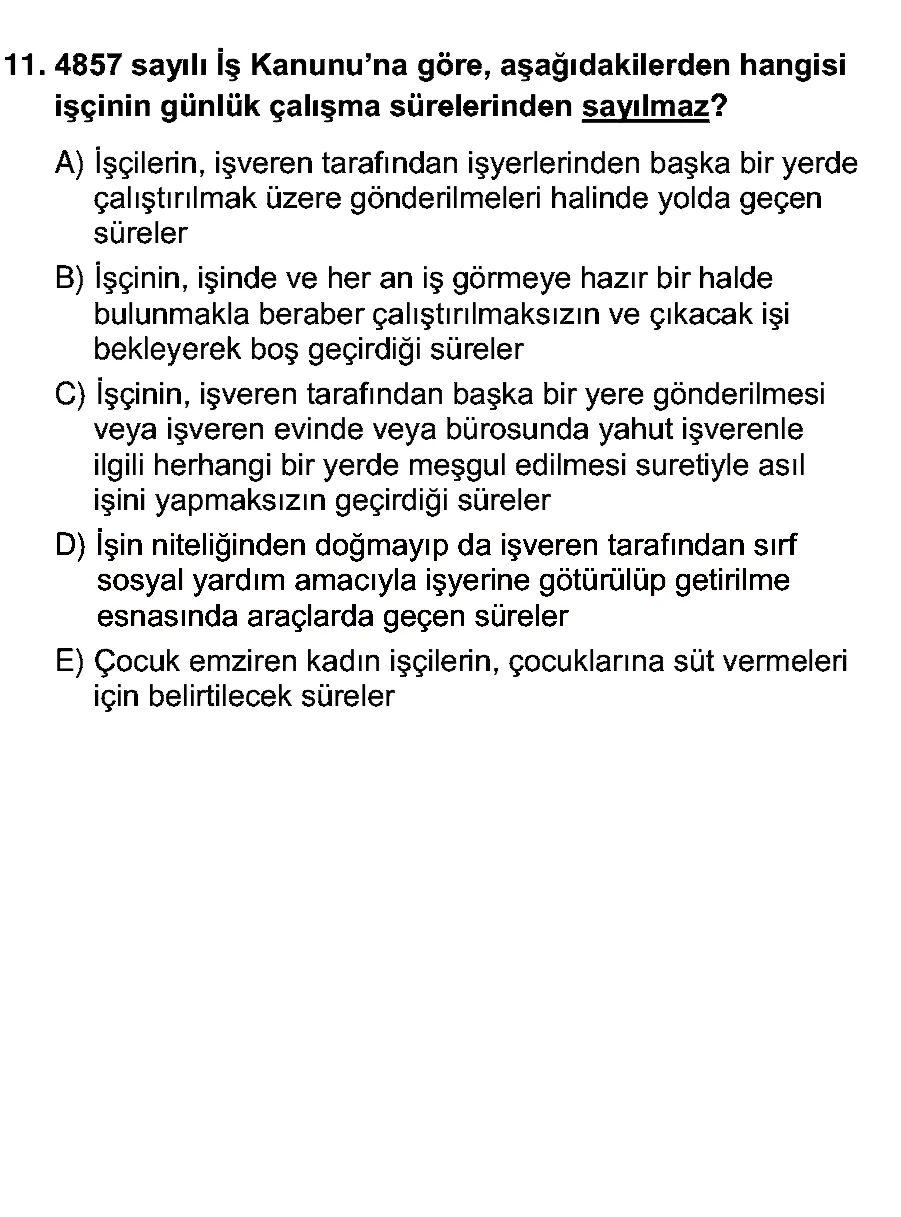 11. 4857 sayılı İş Kanunu’na göre, aşağıdakilerden hangisi
işçinin günlük çalışma sürelerinden sayılmaz?
A) İşçilerin, işveren tarafından işyerlerinden başka bir yerde
çalıştırılmak üzere gönderilmeleri halinde yolda geçen
süreler
B) İşçinin, işinde ve her an iş görmeye hazır bir halde
bulunmakla beraber çalıştırılmaksızın ve çıkacak işi
bekleyerek boş geçirdiği süreler
C) İşçinin, işveren tarafından başka bir yere gönderilmesi
veya işveren evinde veya bürosunda yahut işverenle
ilgili herhangi bir yerde meşgul edilmesi suretiyle asıl
işini yapmaksızın geçirdiği süreler
D) İşin niteliğinden doğmayıp da işveren tarafından sırf
sosyal yardım amacıyla işyerine götürülüp getirilme
esnasında araçlarda geçen süreler
E) Çocuk emziren kadın işçilerin, çocuklarına süt vermeleri
için belirtilecek süreler